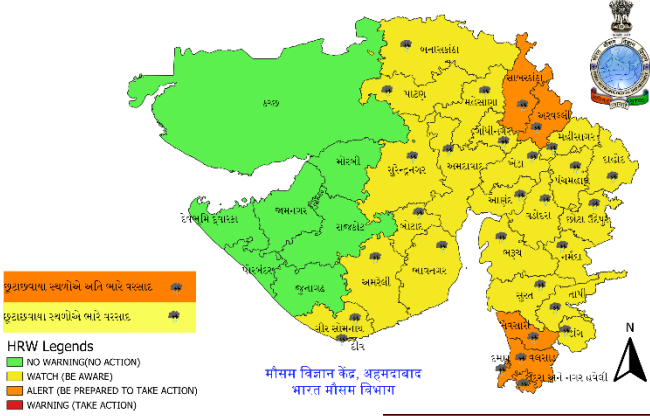 બનાસકાંઠા
સાબરકાંઠા
પાટણ
મહેસાણા
કચ્છ
અરવલ્લી
ગાંધીનગર
મહીસાગર
મોરબી
સુરેન્દ્રનગર
અમદાવાદ
ખેડા
દાહોદ
પંચમહાલ
આણંદ
વડોદરા
છોટા ઉદેપુર
દેવભૂમિ દ્વારકા
જામનગર
રાજકોટ
બોટાદ
ભરૂચ
નર્મદા
પોરબંદર
જુનાગઢ
અમરેલી
ભાવનગર
સુરત
તાપી
છુટાછવાયા સ્થળોએ અતિ ભારે વરસાદ
છુટાછવાયા સ્થળોએ ભારે વરસાદ
ગીર સોમનાથ
દીવ
નવસારી
ડાંગ
દમણ
વલસાડ
દાદરા અને નગર હવેલી
N
HRW Legends
NO WARNING(NO ACTION)
WATCH (BE AWARE)
ALERT (BE PREPARED TO TAKE ACTION)
WARNING (TAKE ACTION)
मौसम विज्ञान केंद्र, अहमदाबाद
भारत मौसम विभाग